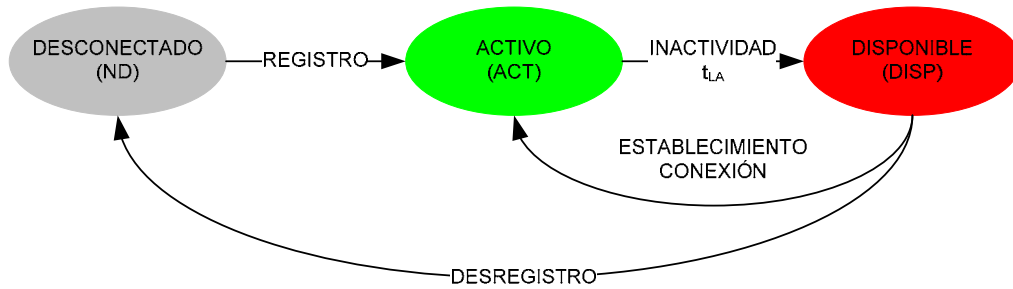 DESCONECTADO
(ND)
REGISTRO
ACTIVO
(ACT)
INACTIVIDAD
tLA
DISPONIBLE
(DISP)
ESTABLECIMIENTO
CONEXIÓN
DESREGISTRO